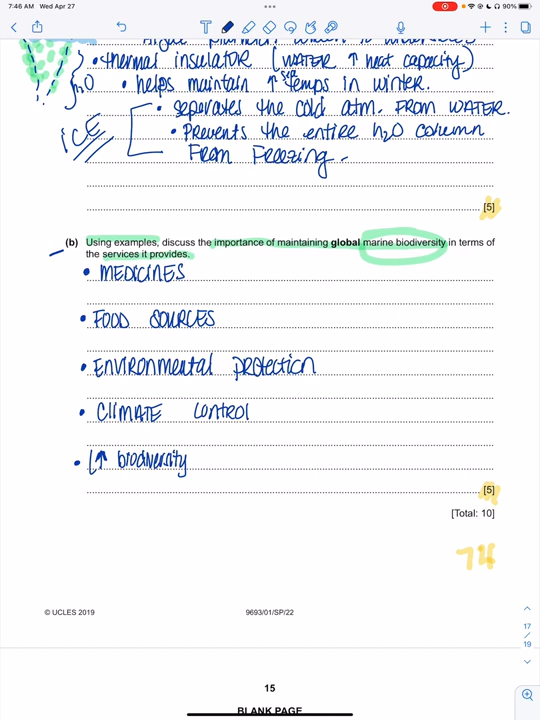 7:46 AM Wed Apr 27
90%
• thermal insulator (WATER ↑ heat capacity)
H2O • helps maintain ↑ sea temps in winter.
• separates the cold atm. FROM WATER.
ICE • Prevents the entire H2O column
From Freezing.
[5]
(b) Using examples, discuss the importance of maintaining global marine biodiversity in terms of
the services it provides.
• MEDICINES
• FOOD SOURCES
• ENVIRONmental protection
• CLIMATE CONTROL
• [↑ biodiversity
[5]
[Total: 10]
74
© UCLES 2019 9693/01/SP/22
17
/
19
15
BLANK PAGE